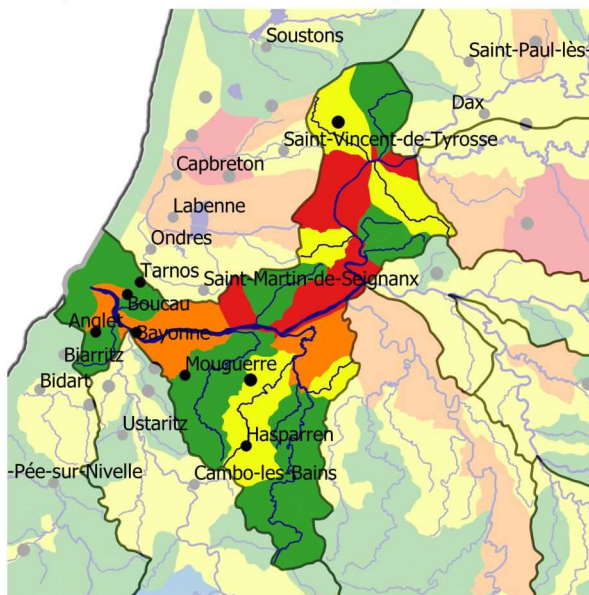 Soustons
Saint-Paul-lès-
Dax
Saint-Vincent-de-Tyrosse
Capbreton
Labenne
Ondres
Tarnos
Saint-Martin-de-Seignanx
Boucau
Anglet
Bayonne
Biarritz
Mouguerre
Bidart
Ustaritz
Hasparren
-Pée-sur-Nivelle
Cambo-les-Bains